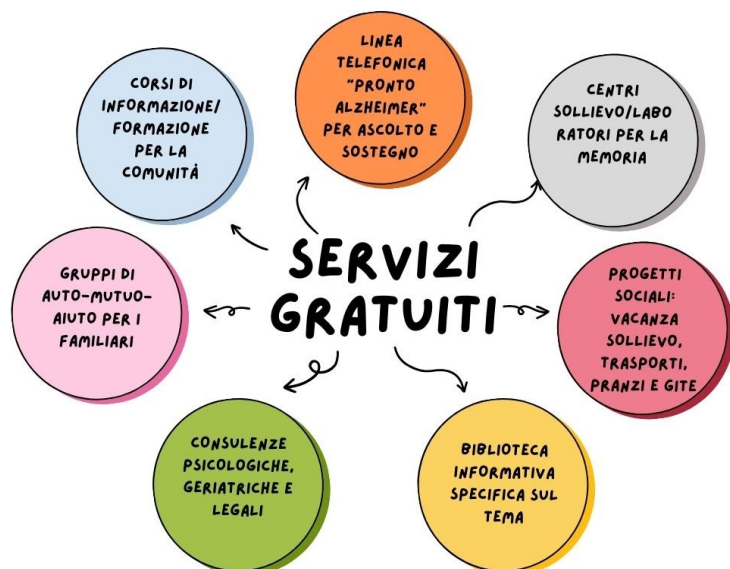 LINEA
TELEFONICA
"PRONTO
ALZHEIMER"
PER ASCOLTO E
SOSTEGNO
CORSI DI
INFORMAZIONE/
FORMAZIONE
PER LA
COMUNITÀ
CENTRI
SOLLIEVO/LABO
RATORI PER LA
MEMORIA
SERVIZI
GRATUITI
GRUPPI DI
AUTO-MUTUO-
AIUTO PER I
FAMILIARI
PROGETTI
SOCIALI:
VACANZA
SOLLIEVO,
TRASPORTI,
PRANZI E GITE
CONSULENZE
PSICOLOGICHE,
GERIATRICHE E
LEGALI
BIBLIOTECA
INFORMATIVA
SPECIFICA SUL
TEMA